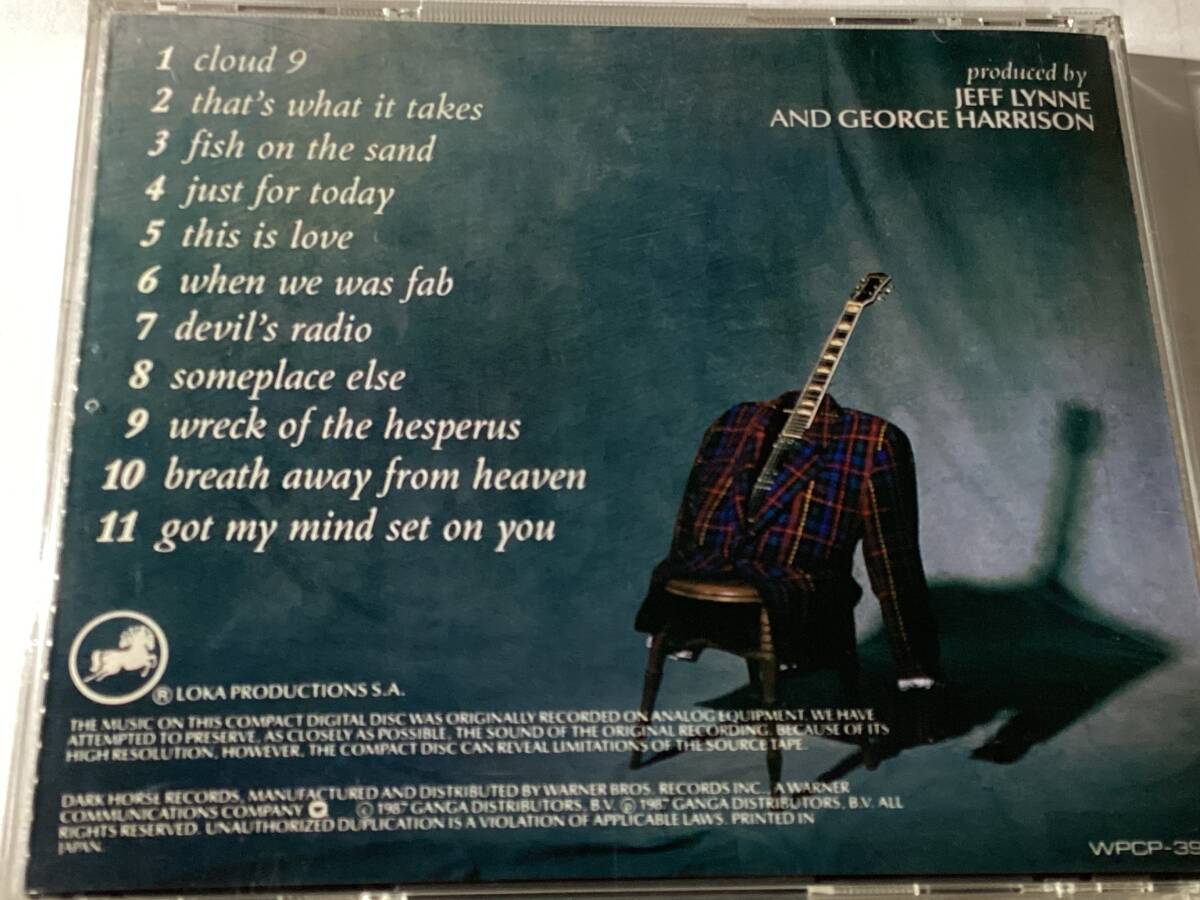 1 cloud 9
2 that's what it takes
3 fish on the sand
4 just for today
5 this is love
6 when we was fab
7 devil's radio
8 someplace else
9 wreck of the hesperus
10 breath away from heaven
11 got my mind set on you
produced by
JEFF LYNNE
AND GEORGE HARRISON
® LOKA PRODUCTIONS S.A.
THE MUSIC ON THIS COMPACT DIGITAL DISC WAS ORIGINALLY RECORDED ON ANALOG EQUIPMENT. WE HAVE
ATTEMPTED TO PRESERVE, AS CLOSELY AS POSSIBLE, THE SOUND OF THE ORIGINAL RECORDING. BECAUSE OF ITS
HIGH RESOLUTION, HOWEVER, THE COMPACT DISC CAN REVEAL LIMITATIONS OF THE SOURCE TAPE.
DARK HORSE RECORDS, MANUFACTURED AND DISTRIBUTED BY WARNER BROS. RECORDS INC., A WARNER
COMMUNICATIONS COMPANY © 1987 GANGA DISTRIBUTORS, B.V. ℗ 1987 GANGA DISTRIBUTORS, B.V. ALL
RIGHTS RESERVED. UNAUTHORIZED DUPLICATION IS A VIOLATION OF APPLICABLE LAWS. PRINTED IN
JAPAN.
WPCP-39